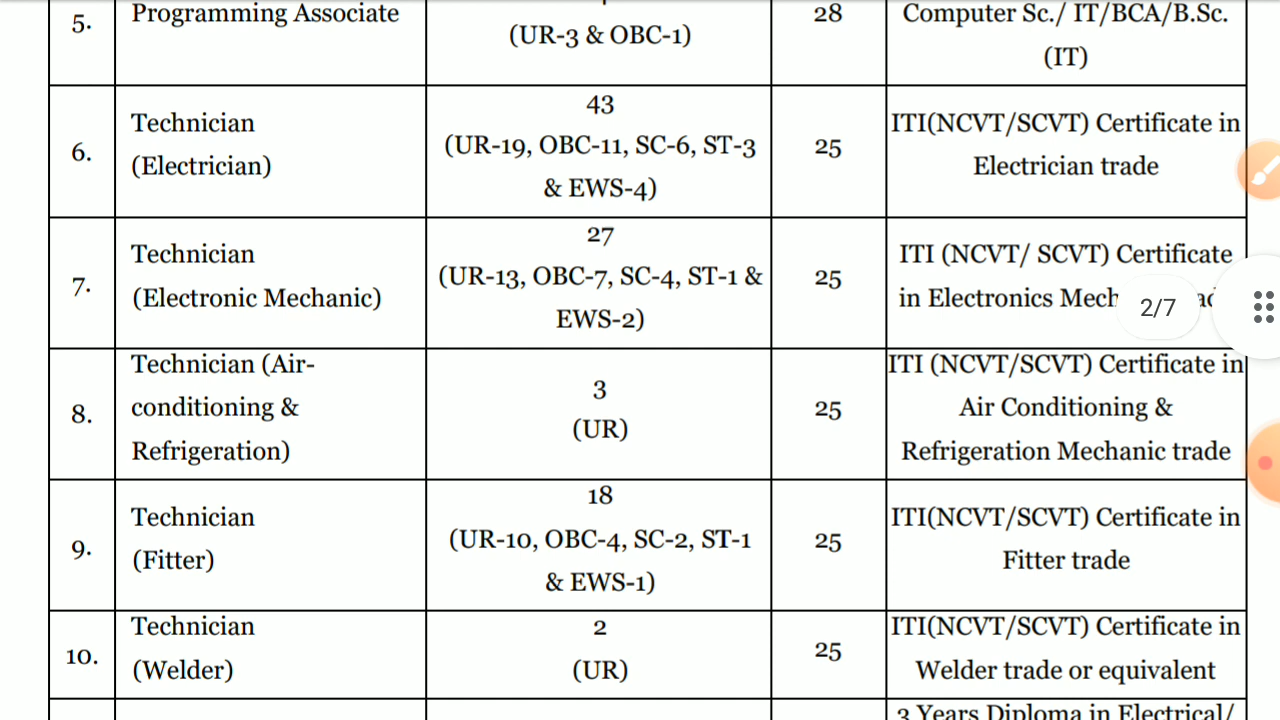 5.
Programming Associate
(UR-3 & OBC-1)
28
Computer Sc./ IT/BCA/B.Sc.
(IT)
6.
Technician
(Electrician)
43
(UR-19, OBC-11, SC-6, ST-3
& EWS-4)
25
ITI(NCVT/SCVT) Certificate in
Electrician trade
7.
Technician
(Electronic Mechanic)
27
(UR-13, OBC-7, SC-4, ST-1 &
EWS-2)
25
ITI (NCVT/ SCVT) Certificate
in Electronics
2/7
8.
Technician (Air-
conditioning &
Refrigeration)
3
(UR)
25
ITI (NCVT/SCVT) Certificate in
Air Conditioning &
Refrigeration Mechanic trade
9.
Technician
(Fitter)
18
(UR-10, OBC-4, SC-2, ST-1
& EWS-1)
25
ITI(NCVT/SCVT) Certificate in
Fitter trade
10.
Technician
(Welder)
2
(UR)
25
ITI(NCVT/SCVT) Certificate in
Welder trade or equivalent
3 Years Diploma in Electrical/